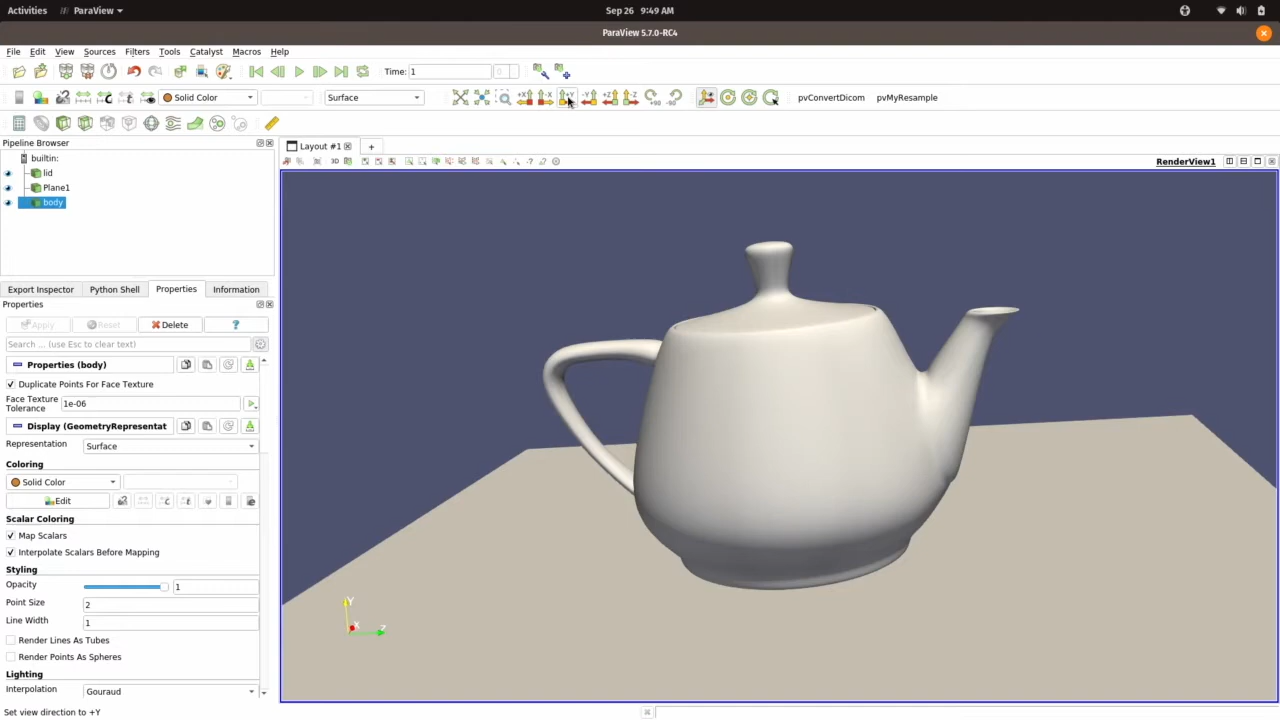 Activities ParaView Sep 26 9:49 AM
ParaView 5.7.0-RC4
File Edit View Sources Filters Tools Catalyst Macros Help
Time: 1 0
Solid Color Surface +X -X +Y -Y +Z -Z +90 -90 pvConvertDicom pvMyResample
Pipeline Browser
Layout #1 +
builtin:
3D RenderView1
lid
Plane1
body
Export Inspector Python Shell Properties Information
Properties
Apply Reset Delete ?
Search ... (use Esc to clear text)
Properties (body)
Duplicate Points For Face Texture
Face Texture
Tolerance 1e-06
Display (GeometryRepresentat
Representation Surface
Coloring
Solid Color
Edit
Scalar Coloring
Map Scalars
Interpolate Scalars Before Mapping
Styling
Opacity 1
Point Size 2
Line Width 1
Render Lines As Tubes
Render Points As Spheres
Lighting
Interpolation Gouraud
Y
X
Z
Set view direction to +Y